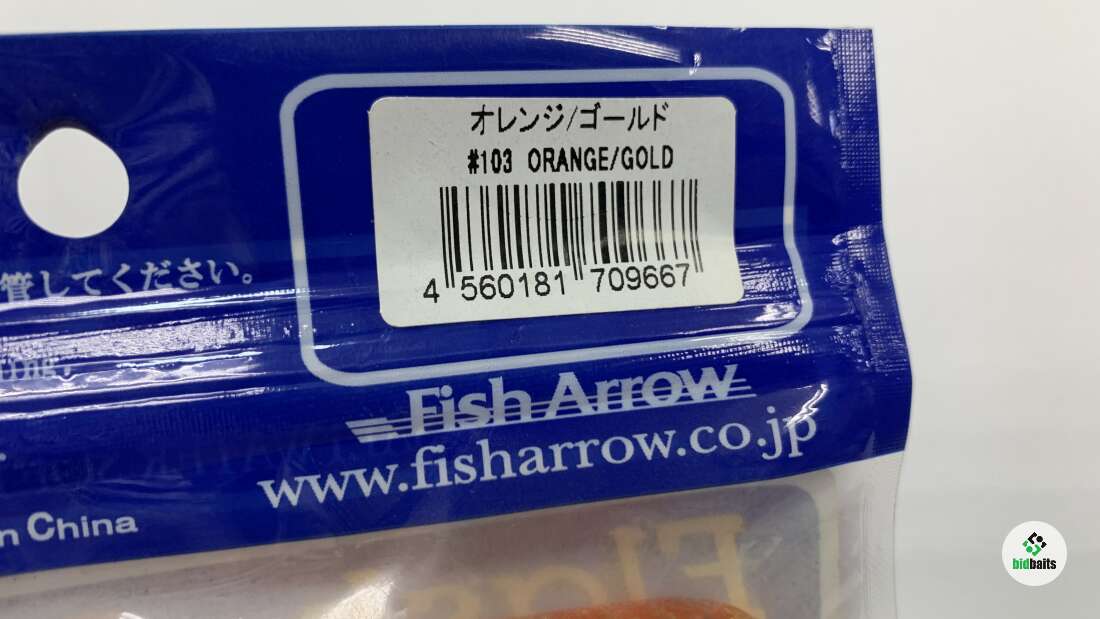 オレンジ/ゴールド
#103 ORANGE/GOLD
4 560181 709667
管してください。
Fish Arrow
www.fisharrow.co.jp
China
bidbaits